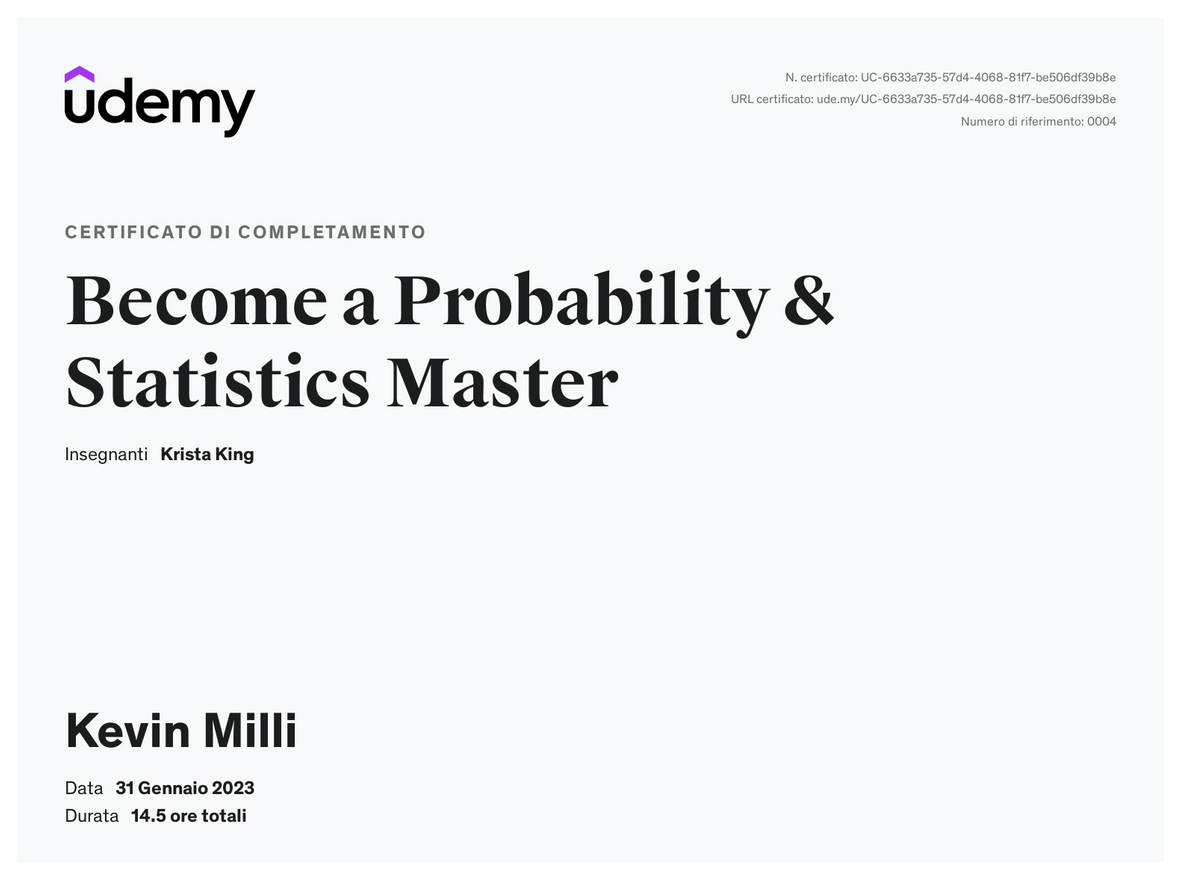 udemy
N. certificato: UC-6633a735-57d4-4068-81f7-be506df39b8e
URL certificato: ude.my/UC-6633a735-57d4-4068-81f7-be506df39b8e
Numero di riferimento: 0004
CERTIFICATO DI COMPLETAMENTO
Become a Probability &
Statistics Master
Insegnanti Krista King
Kevin Milli
Data 31 Gennaio 2023
Durata 14.5 ore totali